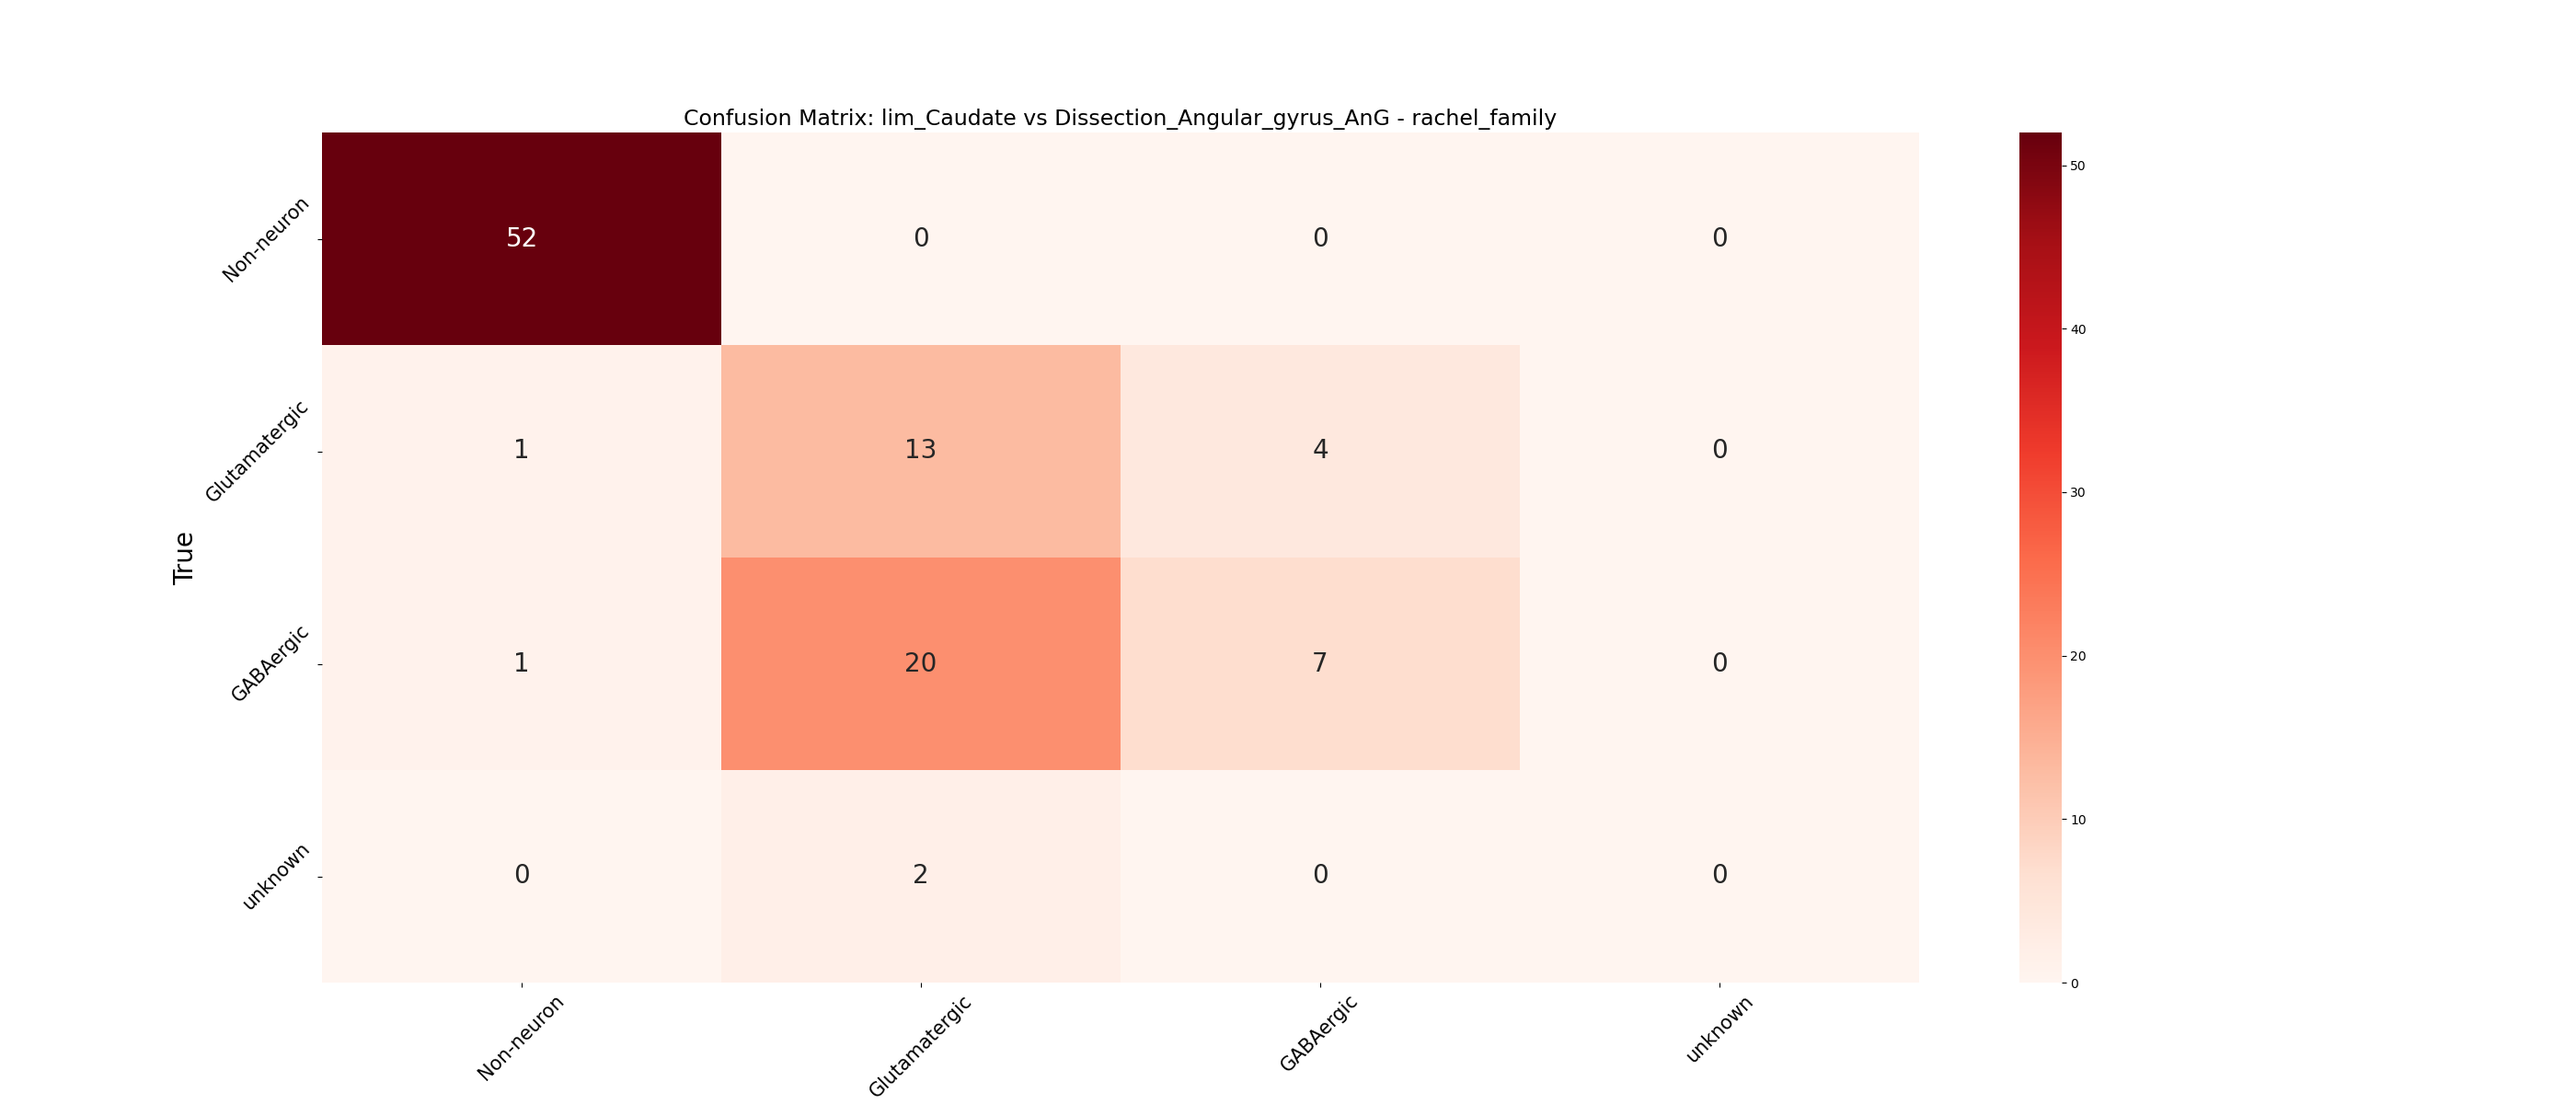 Confusion Matrix: lim_Caudate vs Dissection_Angular_gyrus_AnG - rachel_family
True
Non-neuron
52 0 0 0
Glutamatergic
1 13 4 0
GABAergic
1 20 7 0
unknown
0 2 0 0
Non-neuron Glutamatergic GABAergic unknown
50
40
30
20
10
0